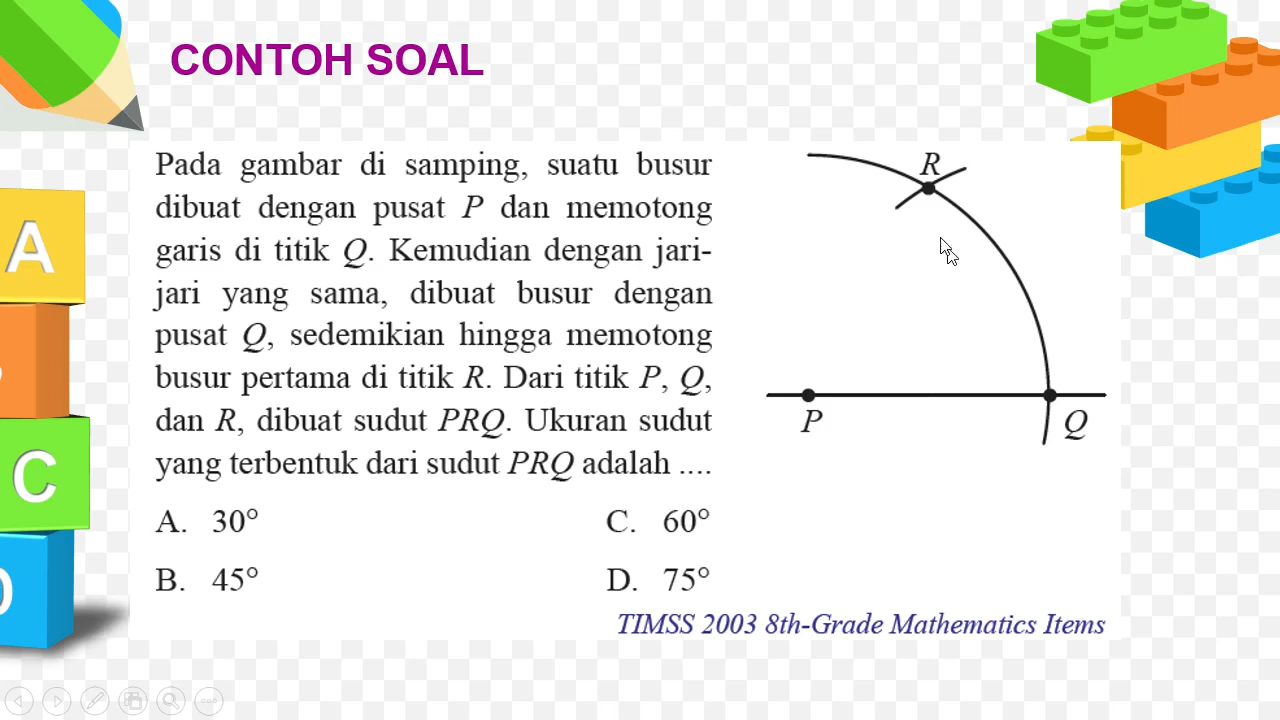 CONTOH SOAL
Pada gambar di samping, suatu busur
dibuat dengan pusat P dan memotong
garis di titik Q. Kemudian dengan jari-
jari yang sama, dibuat busur dengan
pusat Q, sedemikian hingga memotong
busur pertama di titik R. Dari titik P, Q,
dan R, dibuat sudut PRQ. Ukuran sudut
yang terbentuk dari sudut PRQ adalah ....
A. 30°
C. 60°
B. 45°
D. 75°
R
P
Q
TIMSS 2003 8th-Grade Mathematics Items
A
C